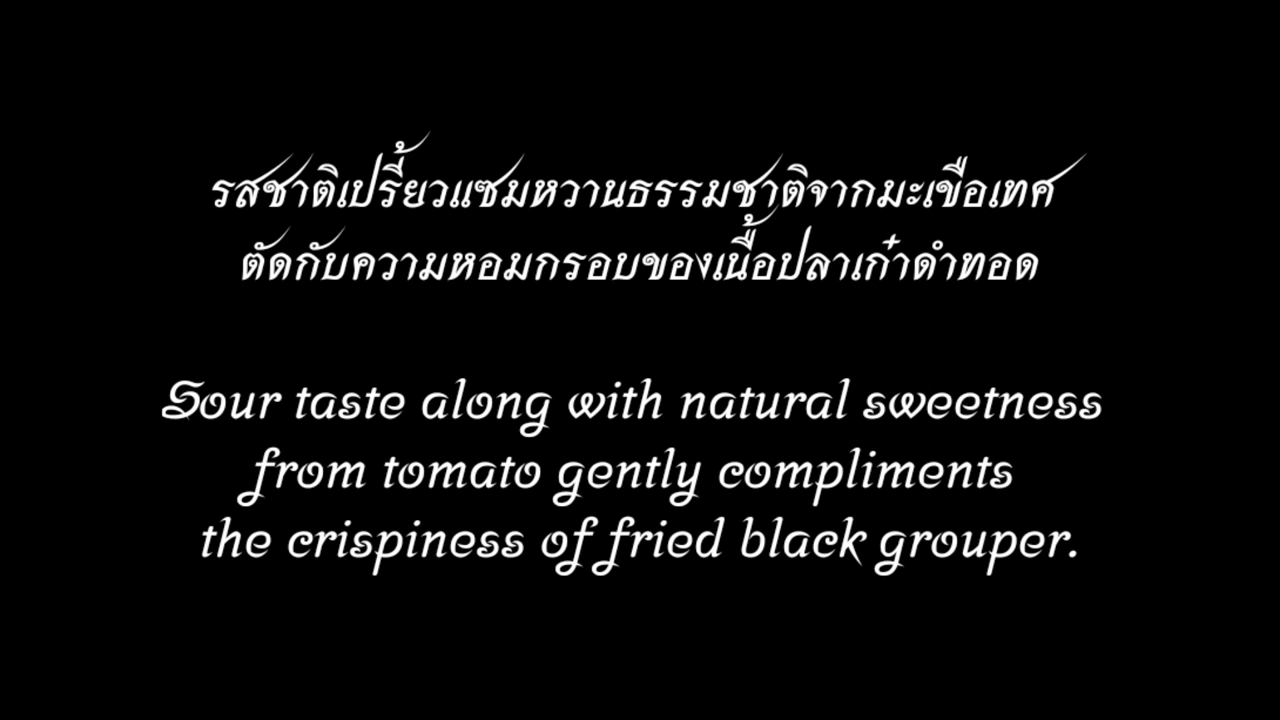 รสชาติเปรี้ยวแซมหวานธรรมชาติจากมะเขือเทศ
ตัดกับความหอมกรอบของเนื้อปลาเก๋าดำทอด
Sour taste along with natural sweetness
from tomato gently compliments
the crispiness of fried black grouper.